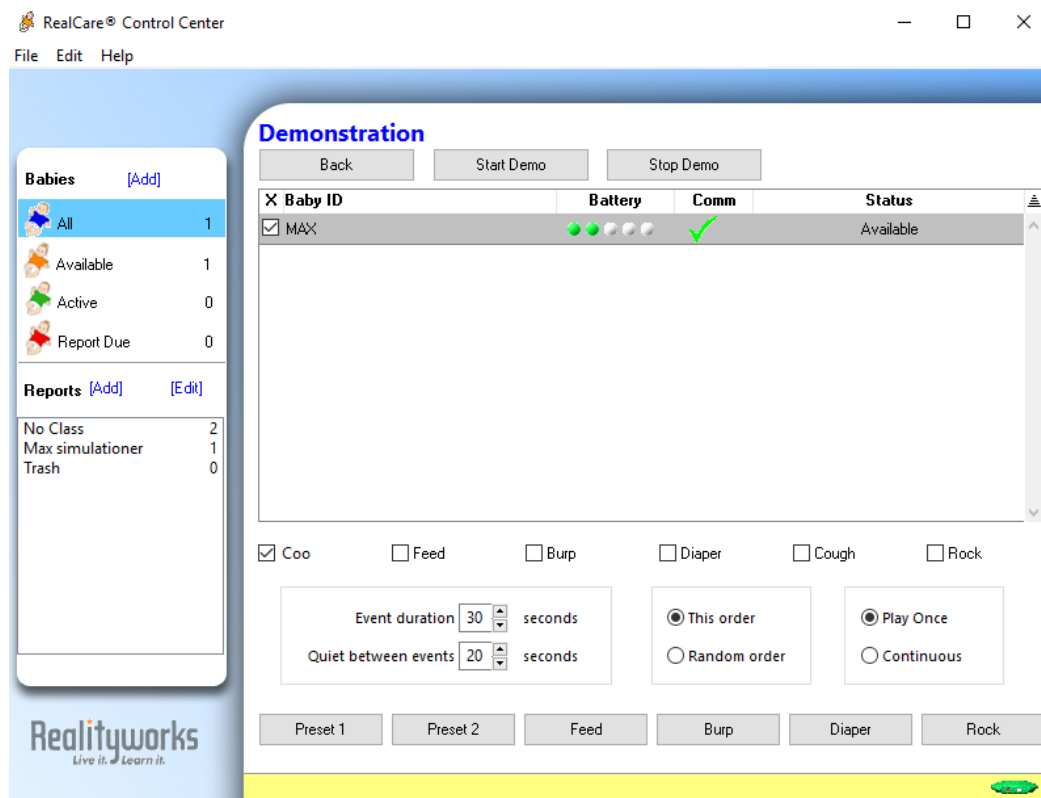 RealCare® Control Center
File Edit Help
Demonstration
Back Start Demo Stop Demo
Babies [Add]
All 1
Available 1
Active 0
Report Due 0
Reports [Add] [Edit]
No Class 2
Max simulationer 1
Trash 0
X Baby ID Battery Comm Status
MAX Available
Coo Feed Burp Diaper Cough Rock
Event duration 30 seconds
Quiet between events 20 seconds
This order
Random order
Play Once
Continuous
Preset 1 Preset 2 Feed Burp Diaper Rock
Realityworks
Live it. Learn it.